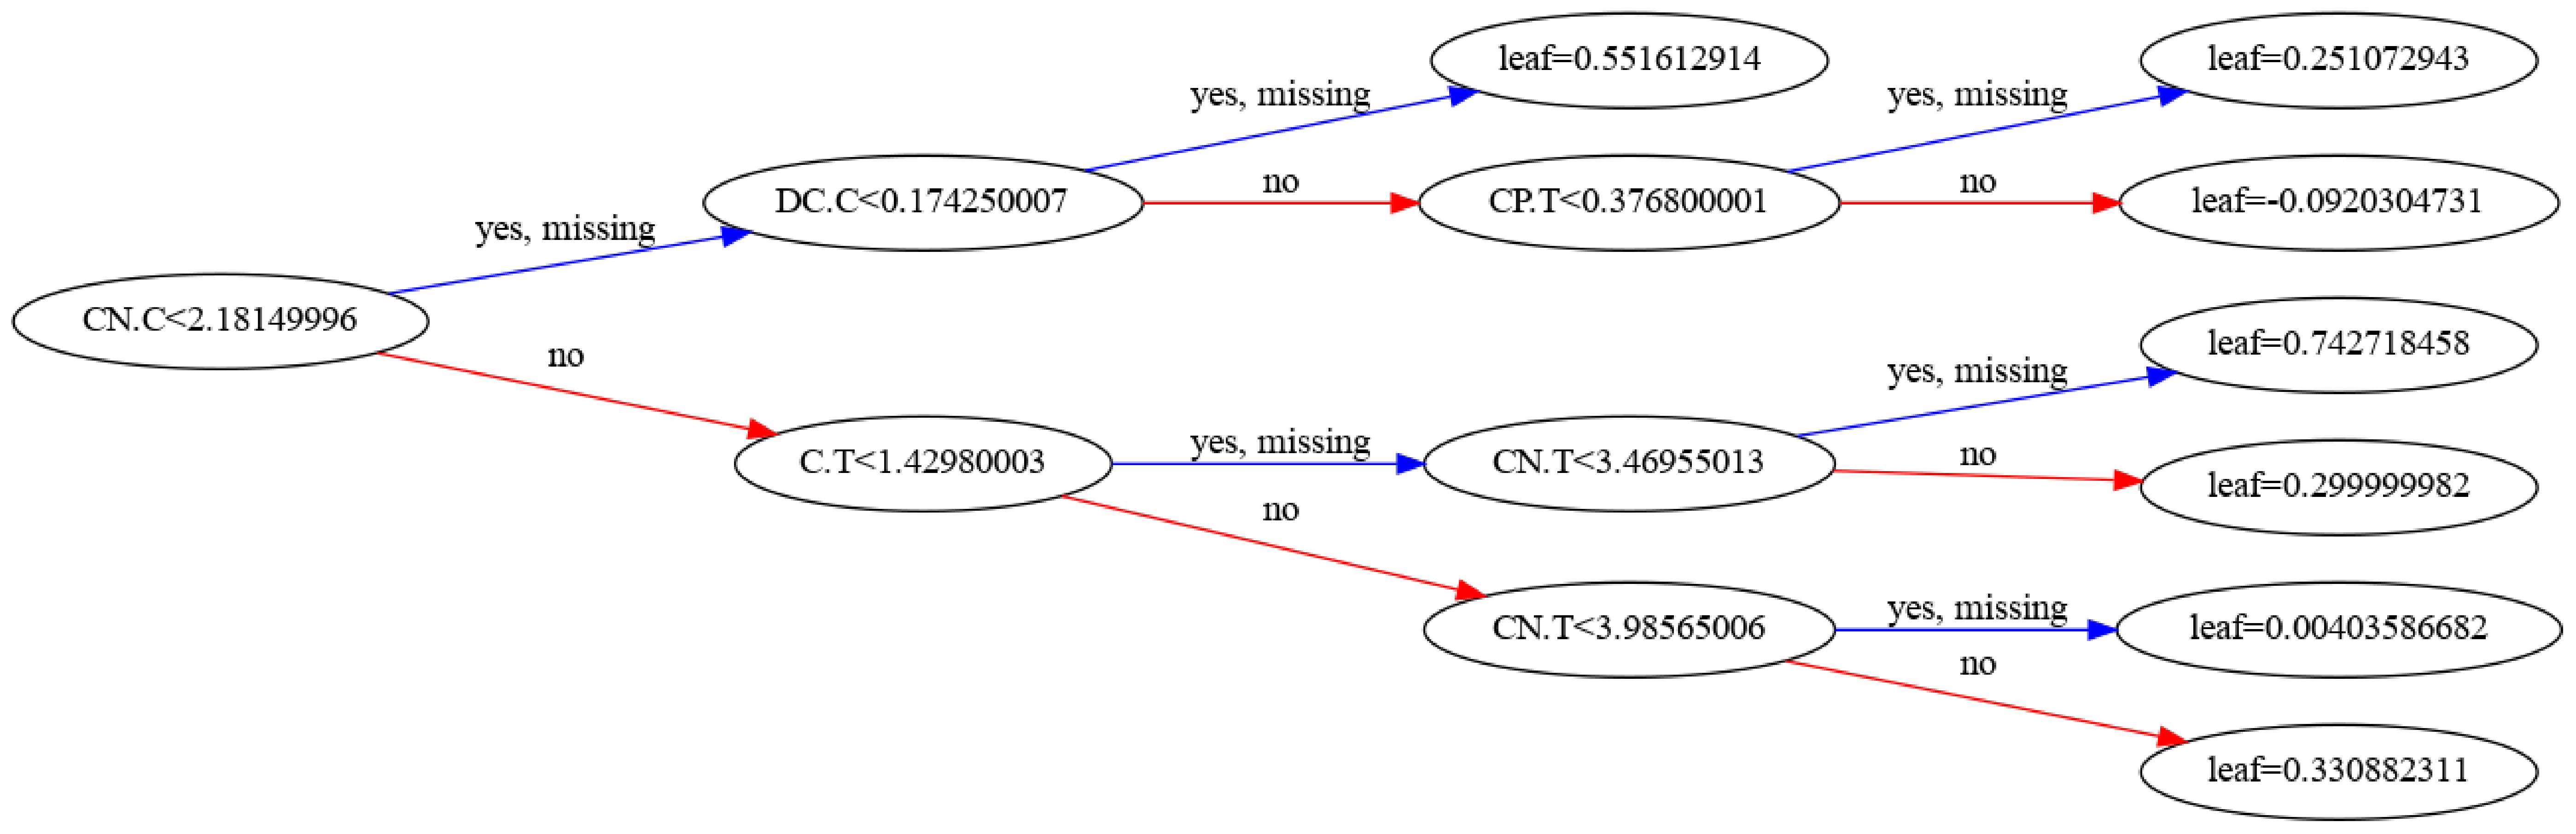 leaf=0.551612914
leaf=0.251072943
yes, missing
yes, missing
DC.C<0.174250007
no
CP.T<0.376800001
no
leaf=-0.0920304731
yes, missing
CN.C<2.18149996
no
leaf=0.742718458
yes, missing
C.T<1.42980003
yes, missing
CN.T<3.46955013
no
leaf=0.299999982
no
CN.T<3.98565006
yes, missing
leaf=0.00403586682
no
leaf=0.330882311